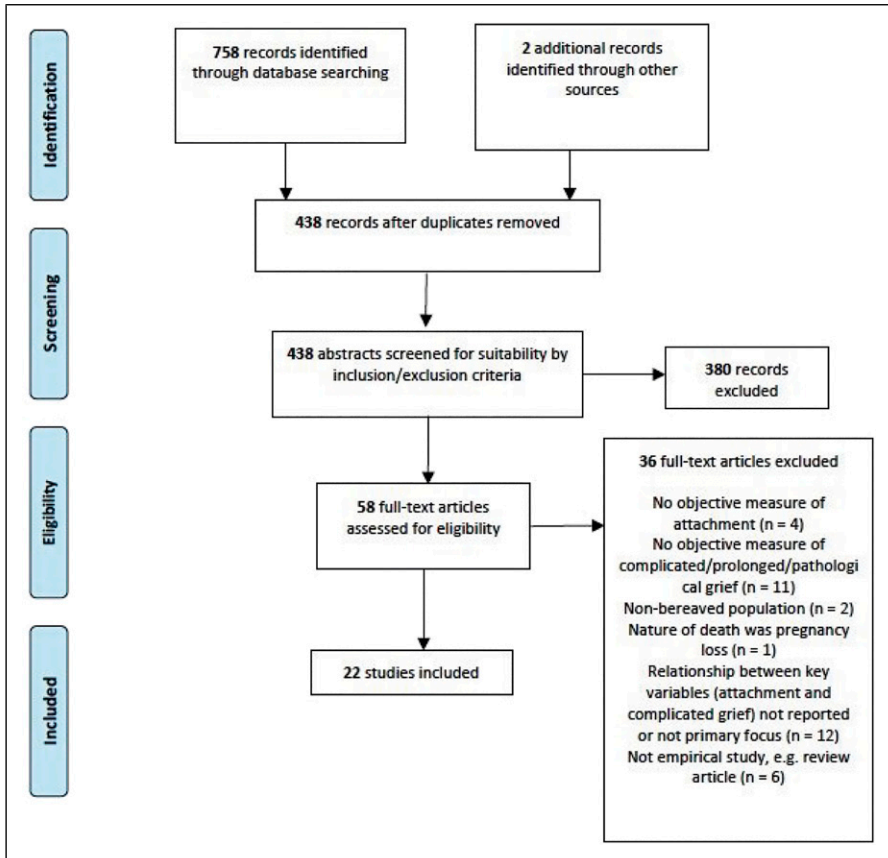 Identification
758 records identified
through database searching
2 additional records
identified through other
sources
438 records after duplicates removed
Screening
438 abstracts screened for suitability by
inclusion/exclusion criteria
380 records
excluded
Eligibility
58 full-text articles
assessed for eligibility
36 full-text articles excluded
No objective measure of
attachment (n = 4)
No objective measure of
complicated/prolonged/pathologi
cal grief (n = 11)
Non-bereaved population (n = 2)
Nature of death was pregnancy
loss (n = 1)
Relationship between key
variables (attachment and
complicated grief) not reported
or not primary focus (n = 12)
Not empirical study, e.g. review
article (n = 6)
Included
22 studies included